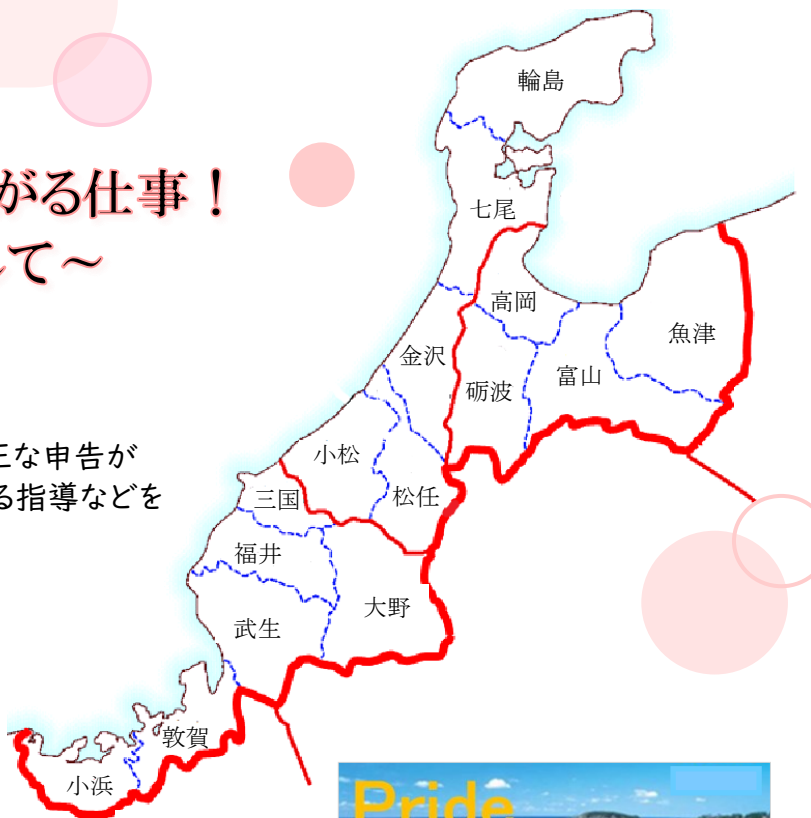 がる仕事！
して～
正な申告が
る指導などを
輪島
七尾
高岡
魚津
金沢
富山
砺波
小松
松任
三国
福井
大野
武生
敦賀
小浜
Pride